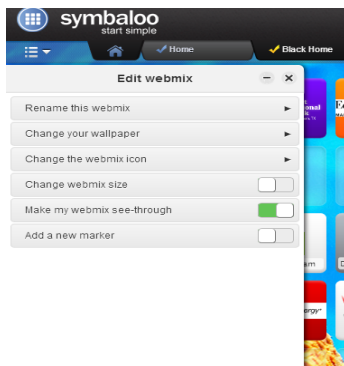 symbaloo
start simple
Home
Black Home
Edit webmix
Rename this webmix
Change your wallpaper
Change the webmix icon
Change webmix size
Make my webmix see-through
Add a new marker